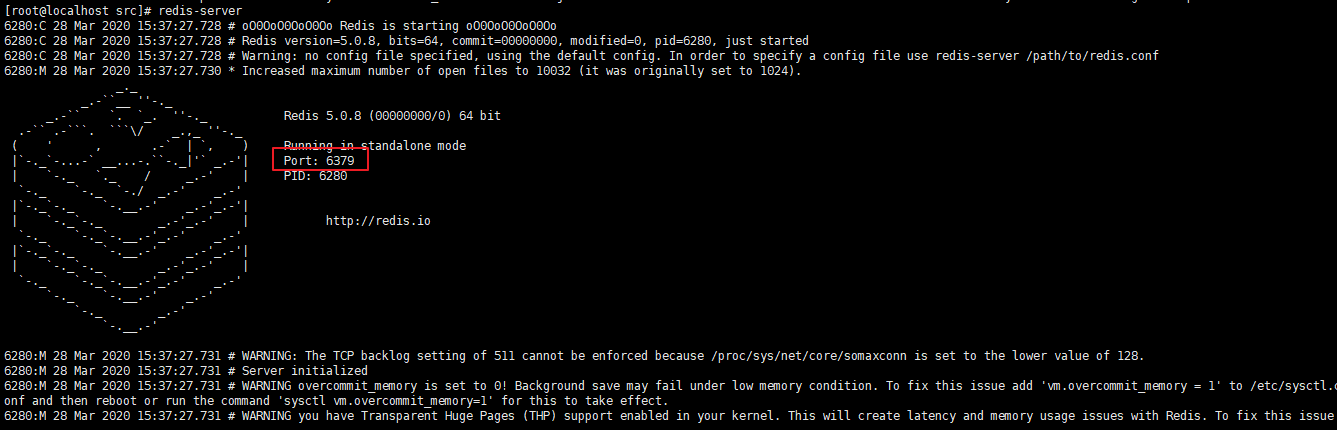 [root@localhost src]# redis-server
6280:C 28 Mar 2020 15:37:27.728 # oO0OoO0OoO0Oo Redis is starting oO0OoO0OoO0Oo
6280:C 28 Mar 2020 15:37:27.728 # Redis version=5.0.8, bits=64, commit=00000000, modified=0, pid=6280, just started
6280:C 28 Mar 2020 15:37:27.728 # Warning: no config file specified, using the default config. In order to specify a config file use redis-server /path/to/redis.conf
6280:M 28 Mar 2020 15:37:27.730 * Increased maximum number of open files to 10032 (it was originally set to 1024).
Redis 5.0.8 (00000000/0) 64 bit
Running in standalone mode
Port: 6379
PID: 6280
http://redis.io
6280:M 28 Mar 2020 15:37:27.731 # WARNING: The TCP backlog setting of 511 cannot be enforced because /proc/sys/net/core/somaxconn is set to the lower value of 128.
6280:M 28 Mar 2020 15:37:27.731 # Server initialized
6280:M 28 Mar 2020 15:37:27.731 # WARNING overcommit_memory is set to 0! Background save may fail under low memory condition. To fix this issue add 'vm.overcommit_memory = 1' to /etc/sysctl.c
onf and then reboot or run the command 'sysctl vm.overcommit_memory=1' for this to take effect.
6280:M 28 Mar 2020 15:37:27.731 # WARNING you have Transparent Huge Pages (THP) support enabled in your kernel. This will create latency and memory usage issues with Redis. To fix this issue